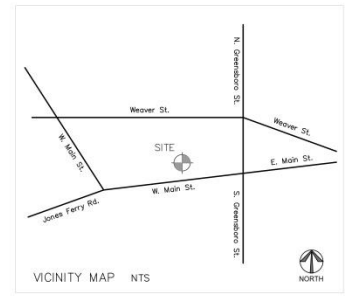 N. Greensboro St.
Weaver St.
Weaver St.
W. Main St.
SITE
E. Main St.
W. Main St.
Jones Ferry Rd.
S. Greensboro St.
VICINITY MAP NTS
NORTH